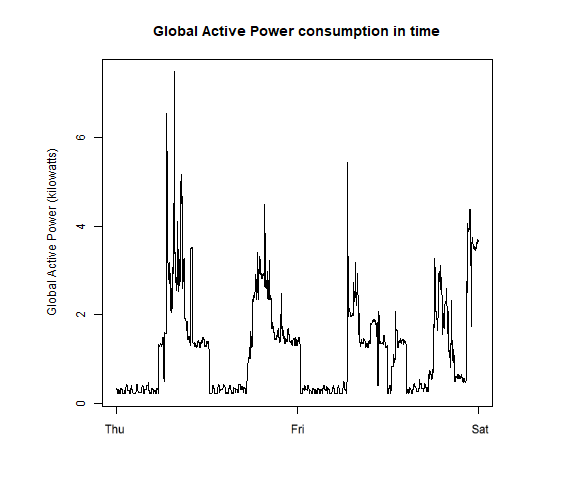 Global Active Power consumption in time
Global Active Power (kilowatts)
6
4
2
0
Thu
Fri
Sat